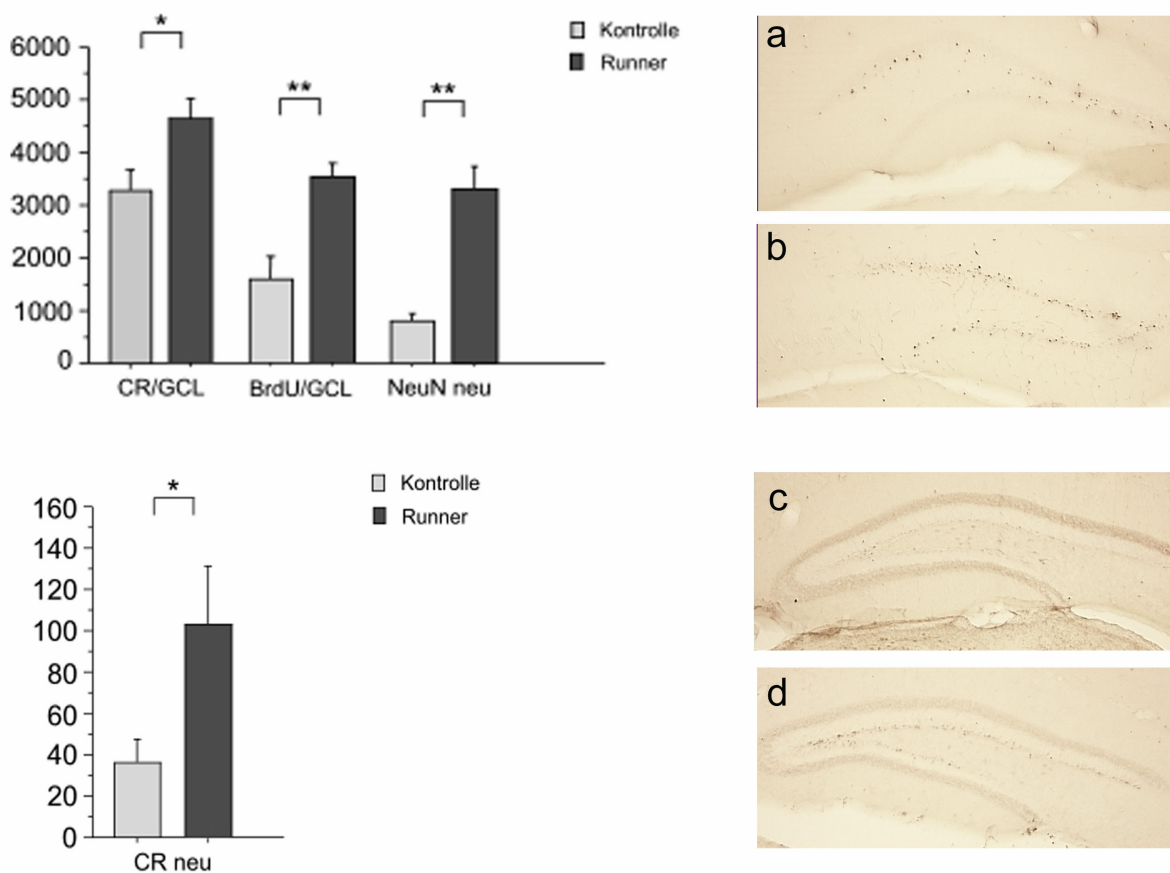 *
**
**
6000
5000
4000
3000
2000
1000
0
CR/GCL
BrdU/GCL
NeuN neu
Kontrolle
Runner
a
b
*
160
140
120
100
80
60
40
20
0
CR neu
Kontrolle
Runner
c
d